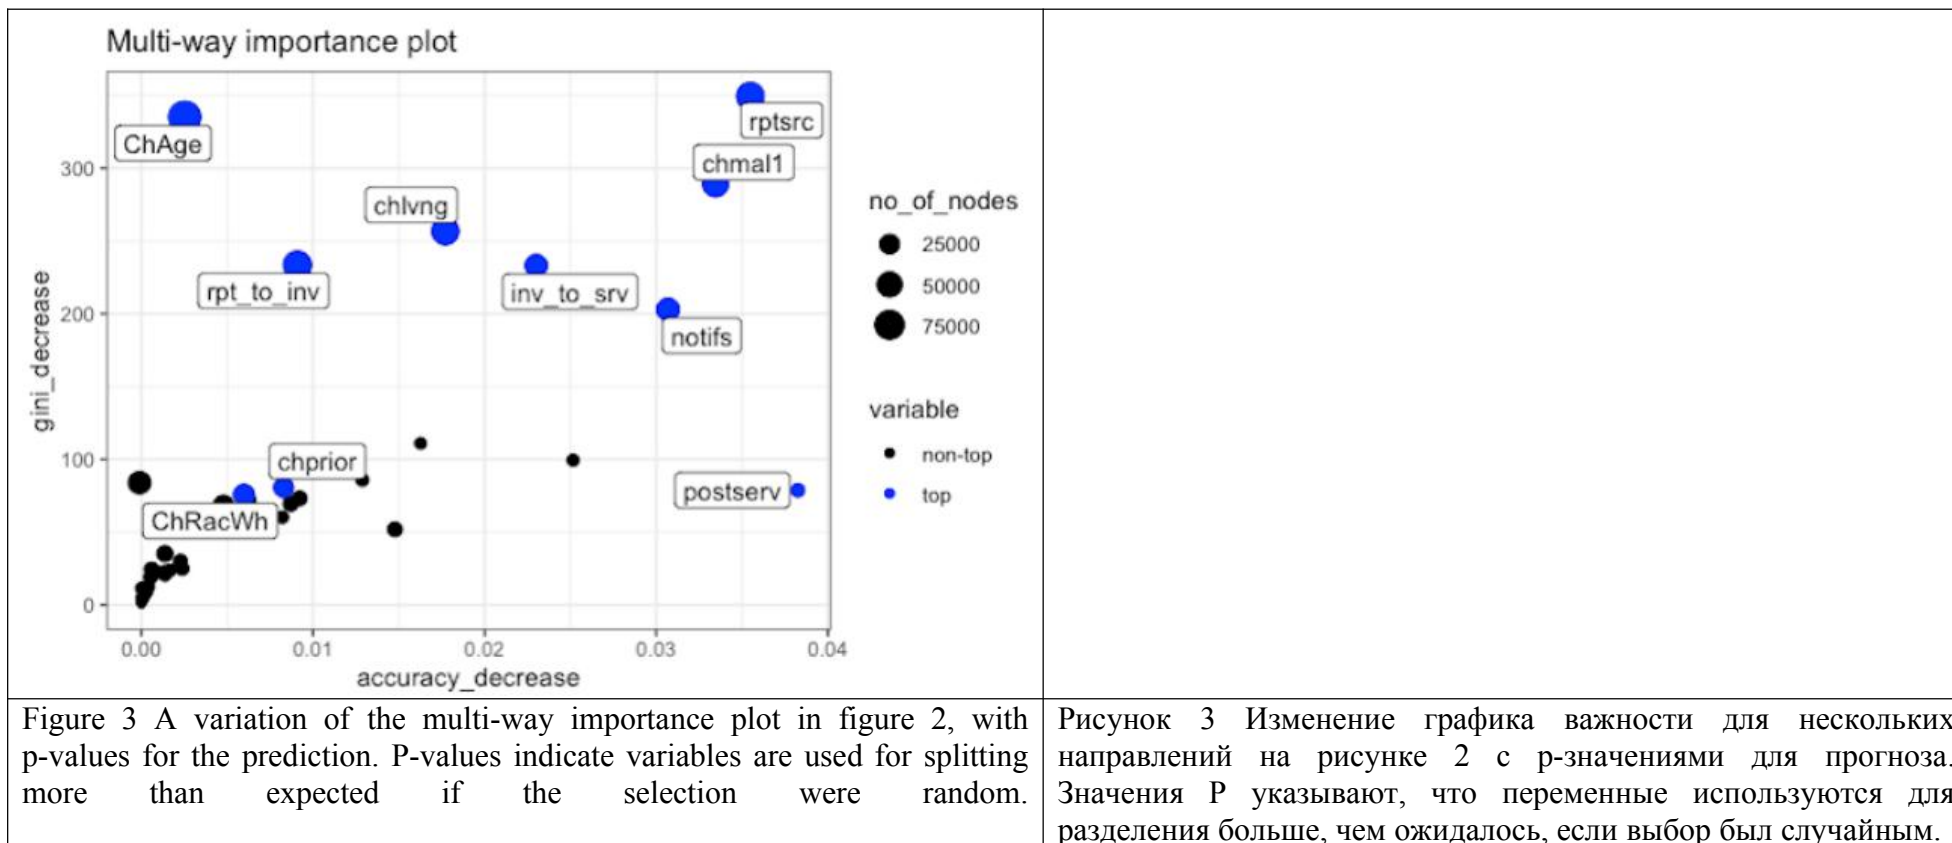 Multi-way importance plot
ChAge
rptsrc
chmal1
chlvng
rpt_to_inv
inv_to_srv
notifs
chprior
postserv
ChRacWh
gini_decrease
300
200
100
0
0.00 0.01 0.02 0.03 0.04
accuracy_decrease
no_of_nodes
25000
50000
75000
variable
non-top
top
Figure 3 A variation of the multi-way importance plot in figure 2, with
p-values for the prediction. P-values indicate variables are used for splitting
more than expected if the selection were random.
Рисунок 3 Изменение графика важности для нескольких
направлений на рисунке 2 с p-значениями для прогноза.
Значения P указывают, что переменные используются для
разделения больше, чем ожидалось, если выбор был случайным.